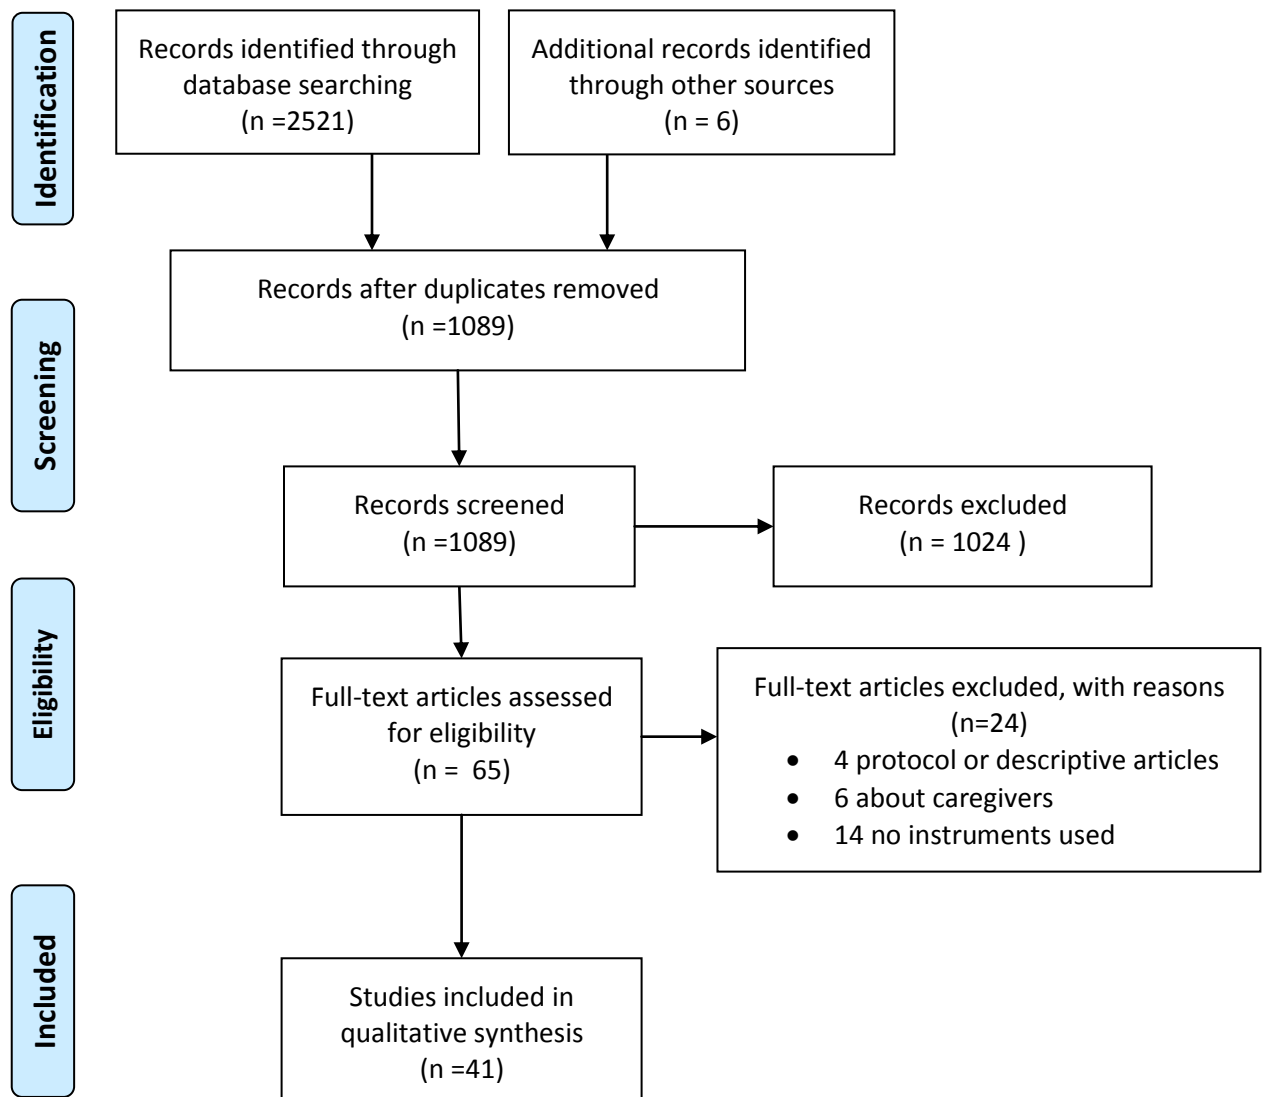 Identification
Records identified through
database searching
(n =2521)
Additional records identified
through other sources
(n = 6)
Screening
Records after duplicates removed
(n =1089)
Records screened
(n =1089)
Records excluded
(n = 1024 )
Eligibility
Full-text articles assessed
for eligibility
(n =  65)
Full-text articles excluded, with reasons
(n=24)
• 4 protocol or descriptive articles
• 6 about caregivers
• 14 no instruments used
Included
Studies included in
qualitative synthesis
(n =41)